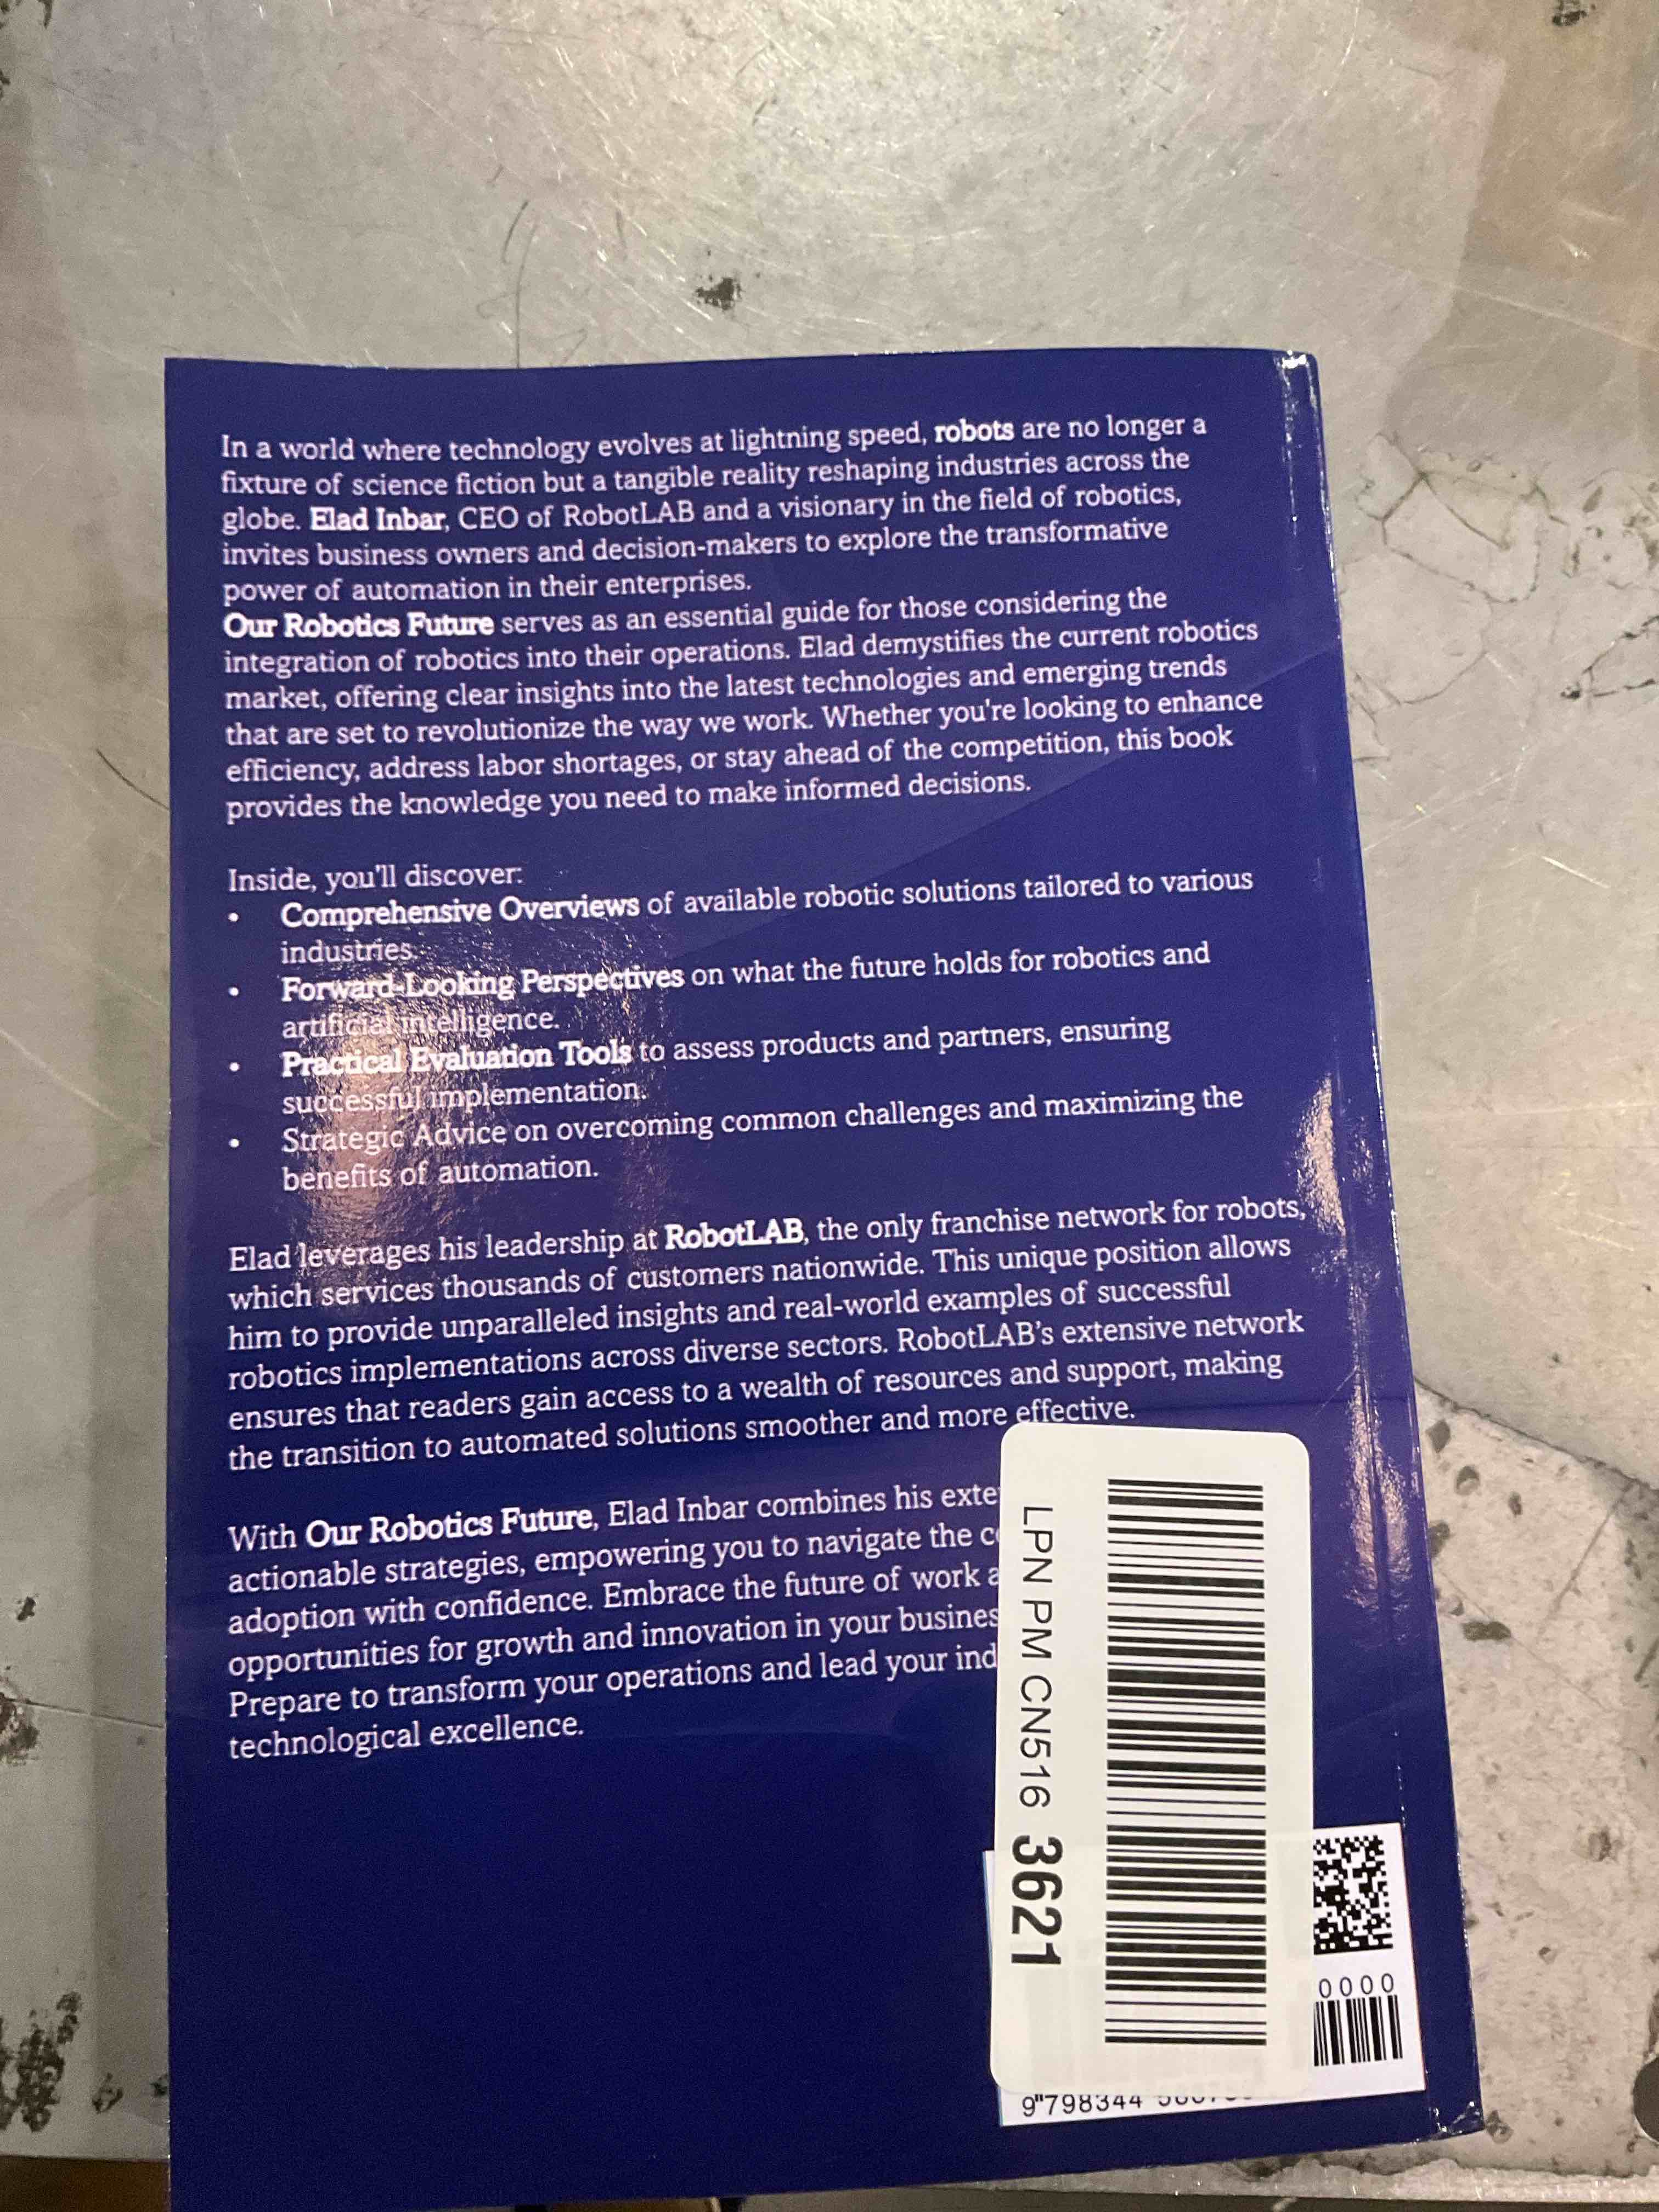 In a world where technology evolves at lightning speed, robots are no longer a
fixture of science fiction but a tangible reality reshaping industries across the
globe. Elad Inbar, CEO of RobotLAB and a visionary in the field of robotics,
invites business owners and decision-makers to explore the transformative
power of automation in their enterprises.
Our Robotics Future serves as an essential guide for those considering the
integration of robotics into their operations. Elad demystifies the current robotics
market, offering clear insights into the latest technologies and emerging trends
that are set to revolutionize the way we work. Whether you're looking to enhance
efficiency, address labor shortages, or stay ahead of the competition, this book
provides the knowledge you need to make informed decisions.
Inside, you'll discover:
• Comprehensive Overviews of available robotic solutions tailored to various
industries.
• Forward-Looking Perspectives on what the future holds for robotics and
artificial intelligence.
• Practical Evaluation Tools to assess products and partners, ensuring
successful implementation.
• Strategic Advice on overcoming common challenges and maximizing the
benefits of automation.
Elad leverages his leadership at RobotLAB, the only franchise network for robots,
which services thousands of customers nationwide. This unique position allows
him to provide unparalleled insights and real-world examples of successful
robotics implementations across diverse sectors. RobotLAB's extensive network
ensures that readers gain access to a wealth of resources and support, making
the transition to automated solutions smoother and more effective.
With Our Robotics Future, Elad Inbar combines his
actionable strategies, empowering you to navigate the
adoption with confidence. Embrace the future of work
opportunities for growth and innovation in your
Prepare to transform your operations and lead your
technological excellence.
LPN PM CN516 3621
0000
9"798344